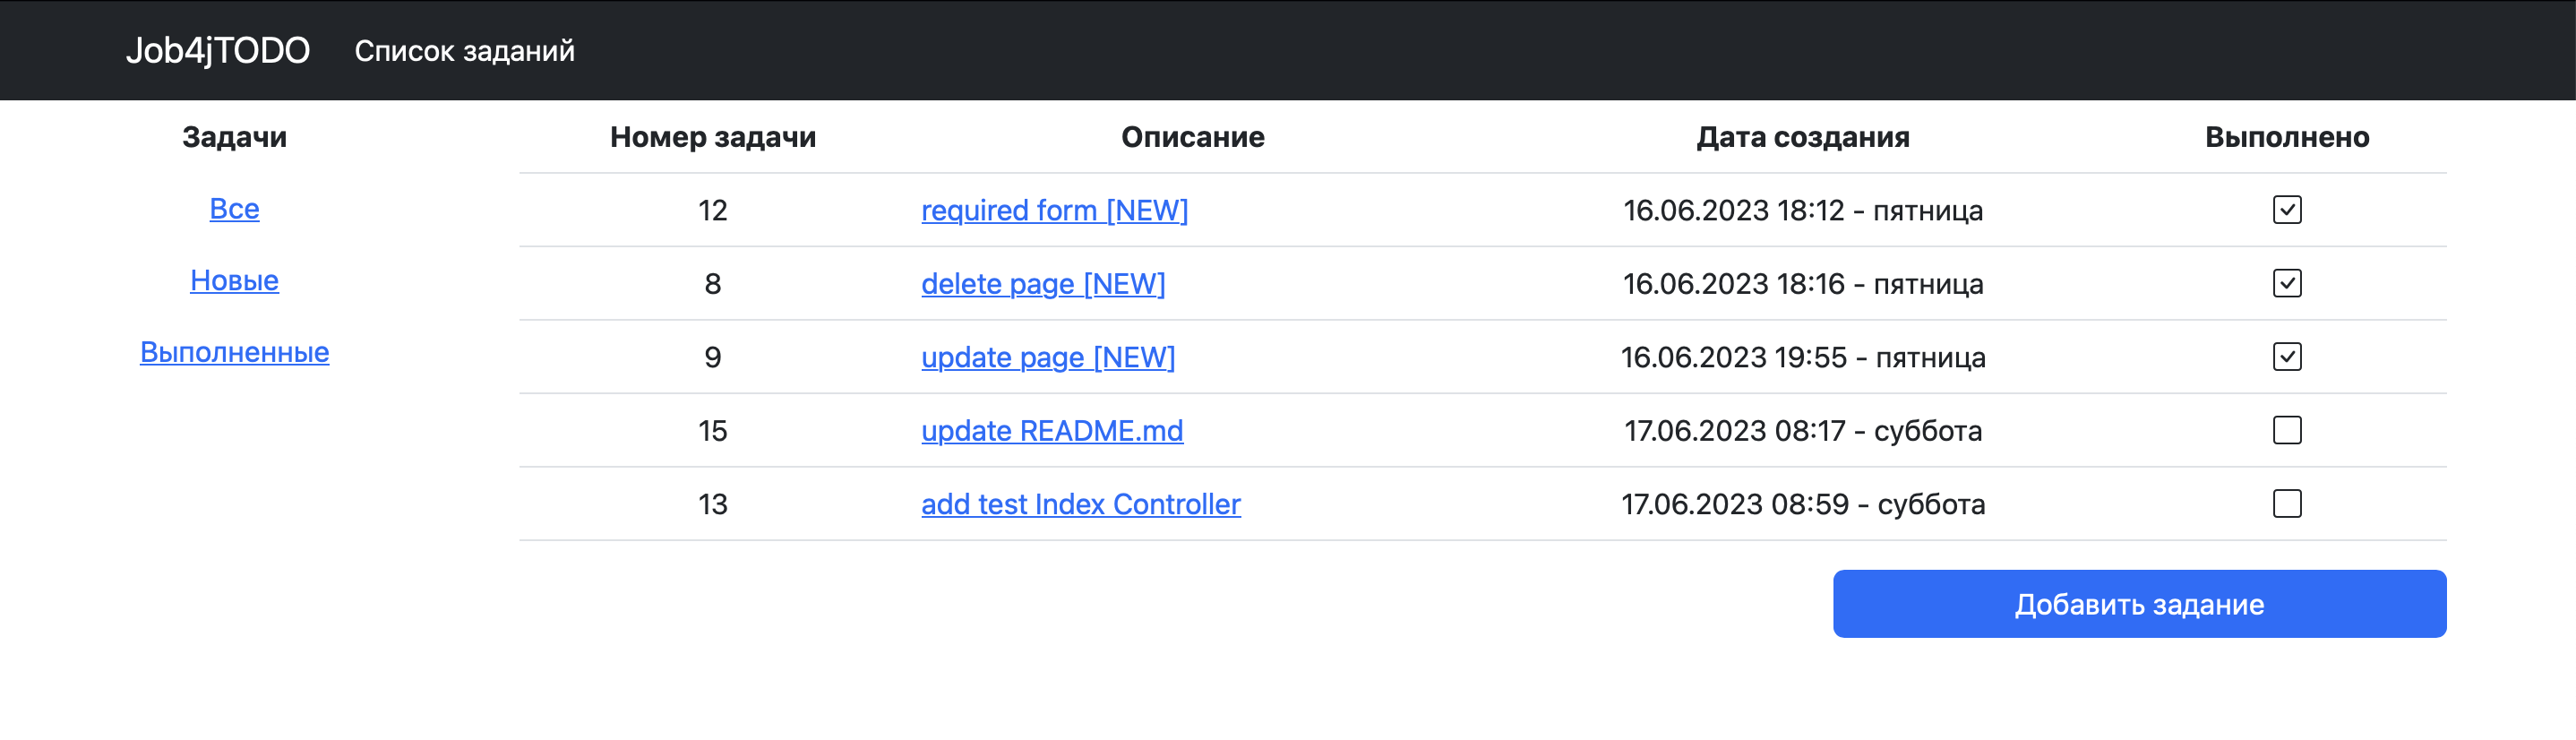 Job4jTODO Список заданий
Задачи
Все
Новые
Выполненные
Номер задачи Описание Дата создания Выполнено
12 required form [NEW] 16.06.2023 18:12 - пятница
8 delete page [NEW] 16.06.2023 18:16 - пятница
9 update page [NEW] 16.06.2023 19:55 - пятница
15 update README.md 17.06.2023 08:17 - суббота
13 add test Index Controller 17.06.2023 08:59 - суббота
Добавить задание